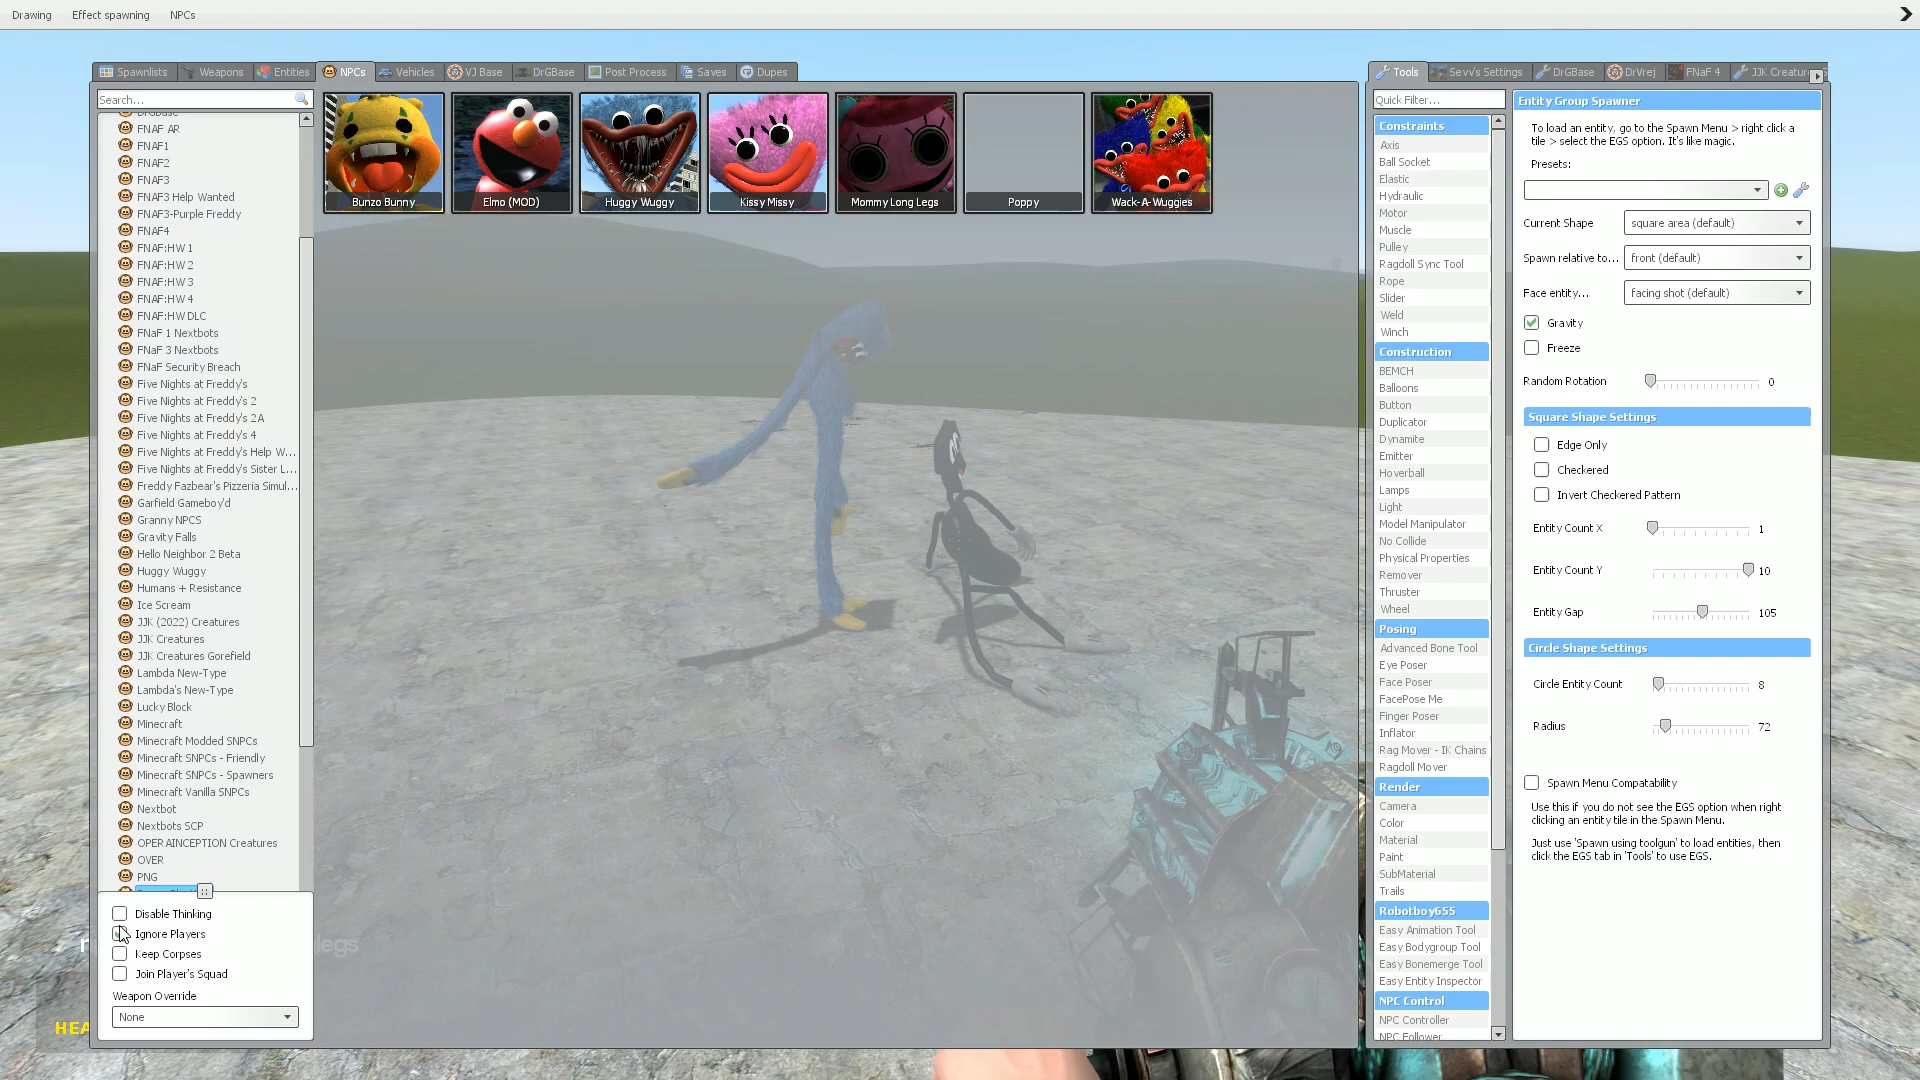 Drawing
Effect spawning
NPCs
Spawnlists
Weapons
Entities
NPCs
Vehicles
VJ Base
DrGBase
Post Process
Saves
Dupes
Search...
DrGBase
FNAF AR
FNAF1
FNAF2
FNAF3
FNAF3 Help Wanted
FNAF3-Purple Freddy
FNAF4
FNAF:HW 1
FNAF:HW 2
FNAF:HW 3
FNAF:HW 4
FNAF:HW DLC
FNaF 1 Nextbots
FNaF 3 Nextbots
FNaF Security Breach
Five Nights at Freddy's
Five Nights at Freddy's 2
Five Nights at Freddy's 2A
Five Nights at Freddy's 4
Five Nights at Freddy's Help W...
Five Nights at Freddy's Sister L...
Freddy Fazbear's Pizzeria Simul...
Garfield Gameboy'd
Granny NPCS
Gravity Falls
Hello Neighbor 2 Beta
Huggy Wuggy
Humans + Resistance
Ice Scream
JJK (2022) Creatures
JJK Creatures
JJK Creatures Gorefield
Lambda New-Type
Lambda's New-Type
Lucky Block
Minecraft
Minecraft Modded SNPCs
Minecraft SNPCs - Friendly
Minecraft SNPCs - Spawners
Minecraft Vanilla SNPCs
Nextbot
Nextbots SCP
OPERAINCEPTION Creatures
OVER
PNG
Disable Thinking
Ignore Players
Keep Corpses
Join Player's Squad
Weapon Override
None
legs
HEA
Bunzo Bunny
Elmo (MOD)
Huggy Wuggy
Kissy Missy
Mommy Long Legs
Poppy
Wack-A-Wuggies
Tools
Sevv's Settings
DrGBase
DrVrej
FNaF 4
JJK Creatures
Quick Filter...
Constraints
Axis
Ball Socket
Elastic
Hydraulic
Motor
Muscle
Pulley
Ragdoll Sync Tool
Rope
Slider
Weld
Winch
Construction
BEMCH
Balloons
Button
Duplicator
Dynamite
Emitter
Hoverball
Lamps
Light
Model Manipulator
No Collide
Physical Properties
Remover
Thruster
Wheel
Posing
Advanced Bone Tool
Eye Poser
Face Poser
FacePose Me
Finger Poser
Inflator
Rag Mover - IK Chains
Ragdoll Mover
Render
Camera
Color
Material
Paint
SubMaterial
Trails
Robotboy655
Easy Animation Tool
Easy Bodygroup Tool
Easy Bonemerge Tool
Easy Entity Inspector
NPC Control
NPC Controller
NPC Follower
Entity Group Spawner
To load an entity, go to the Spawn Menu > right click a
tile > select the EGS option. It's like magic.
Presets:
Current Shape
square area (default)
Spawn relative to...
front (default)
Face entity...
facing shot (default)
Gravity
Freeze
Random Rotation
0
Square Shape Settings
Edge Only
Checkered
Invert Checkered Pattern
Entity Count X
1
Entity Count Y
10
Entity Gap
105
Circle Shape Settings
Circle Entity Count
8
Radius
72
Spawn Menu Compatability
Use this if you do not see the EGS option when right
clicking an entity tile in the Spawn Menu.
Just use 'Spawn using toolgun' to load entities, then
click the EGS tab in 'Tools' to use EGS.